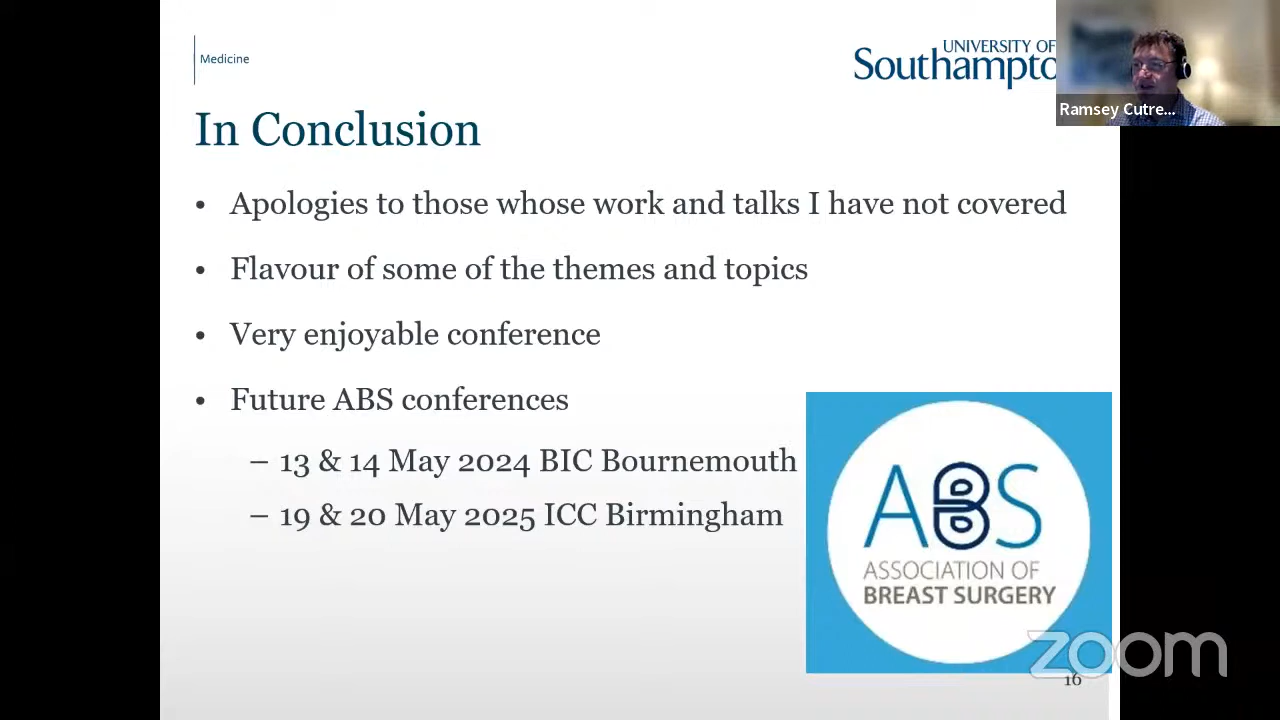 Medicine
UNIVERSITY OF
Southampto
Ramsey Cutre...
In Conclusion
• Apologies to those whose work and talks I have not covered
• Flavour of some of the themes and topics
• Very enjoyable conference
• Future ABS conferences
– 13 & 14 May 2024 BIC Bournemouth
– 19 & 20 May 2025 ICC Birmingham
ABS
ASSOCIATION OF
BREAST SURGERY
zoom
16